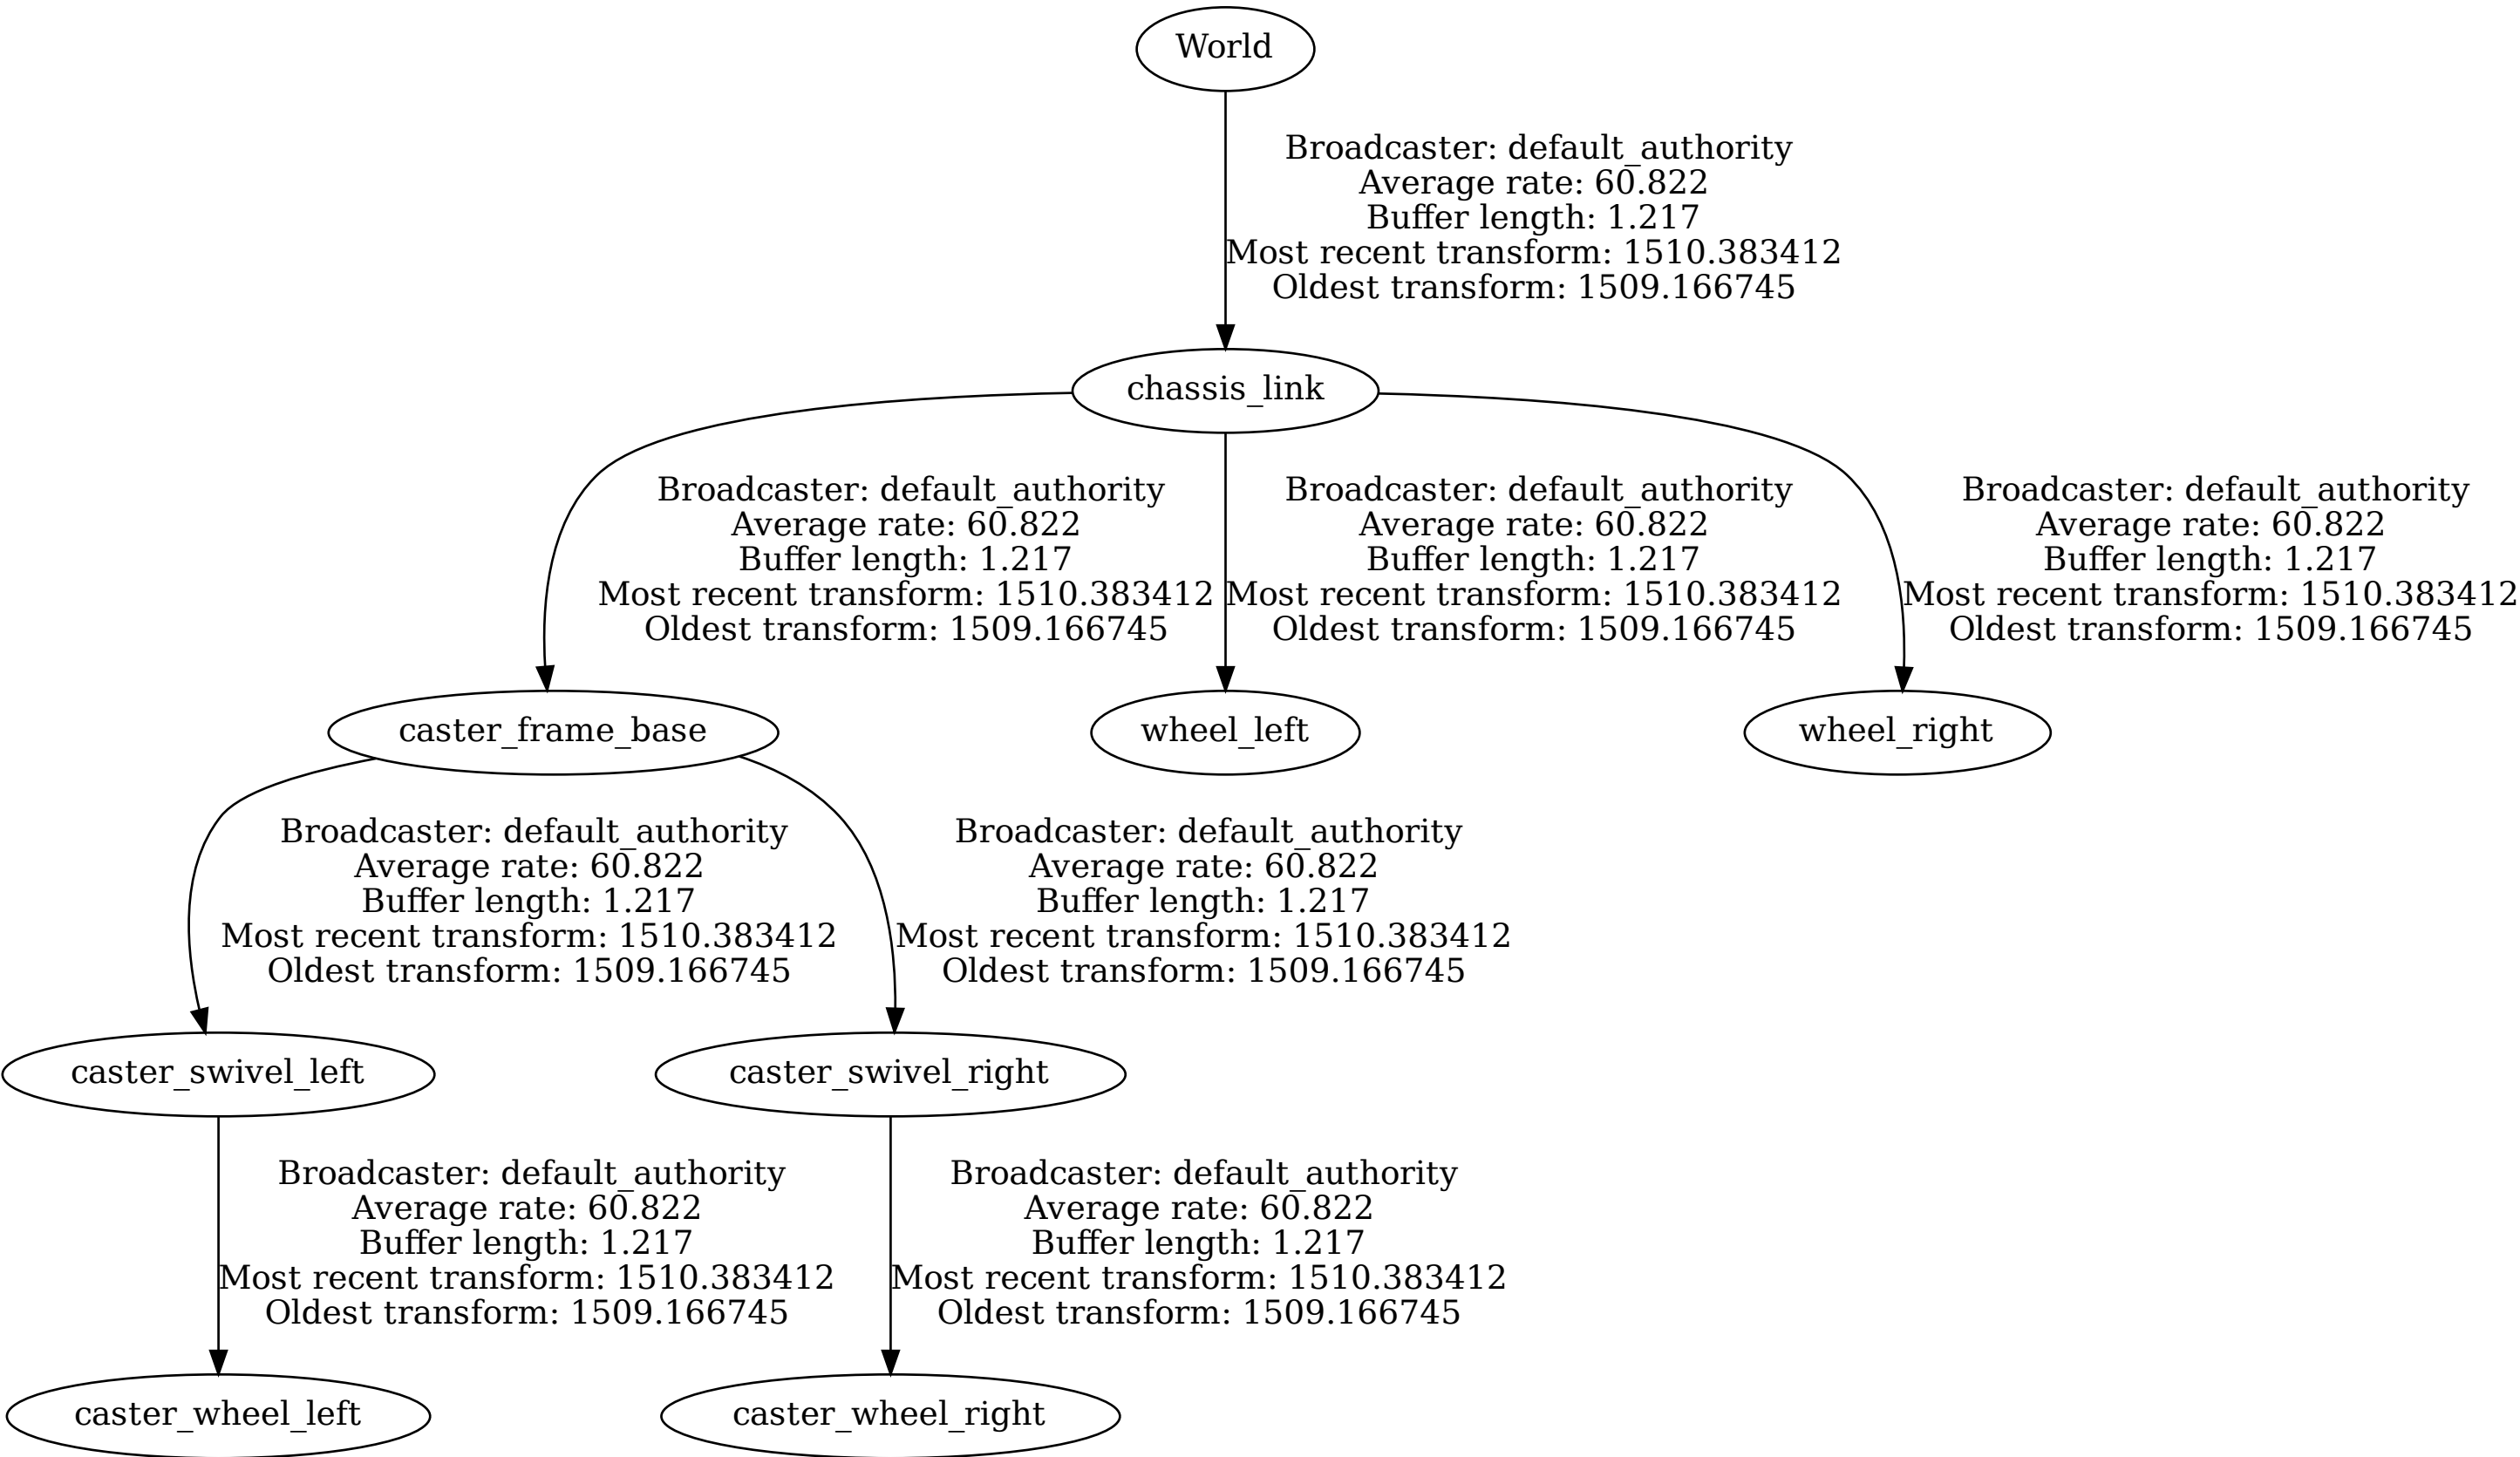 World
Broadcaster: default_authority
Average rate: 60.822
Buffer length: 1.217
Most recent transform: 1510.383412
Oldest transform: 1509.166745
chassis_link
Broadcaster: default_authority
Average rate: 60.822
Buffer length: 1.217
Most recent transform: 1510.383412
Oldest transform: 1509.166745
Broadcaster: default_authority
Average rate: 60.822
Buffer length: 1.217
Most recent transform: 1510.383412
Oldest transform: 1509.166745
Broadcaster: default_authority
Average rate: 60.822
Buffer length: 1.217
Most recent transform: 1510.383412
Oldest transform: 1509.166745
caster_frame_base
wheel_left
wheel_right
Broadcaster: default_authority
Average rate: 60.822
Buffer length: 1.217
Most recent transform: 1510.383412
Oldest transform: 1509.166745
Broadcaster: default_authority
Average rate: 60.822
Buffer length: 1.217
Most recent transform: 1510.383412
Oldest transform: 1509.166745
caster_swivel_left
caster_swivel_right
Broadcaster: default_authority
Average rate: 60.822
Buffer length: 1.217
Most recent transform: 1510.383412
Oldest transform: 1509.166745
Broadcaster: default_authority
Average rate: 60.822
Buffer length: 1.217
Most recent transform: 1510.383412
Oldest transform: 1509.166745
caster_wheel_left
caster_wheel_right